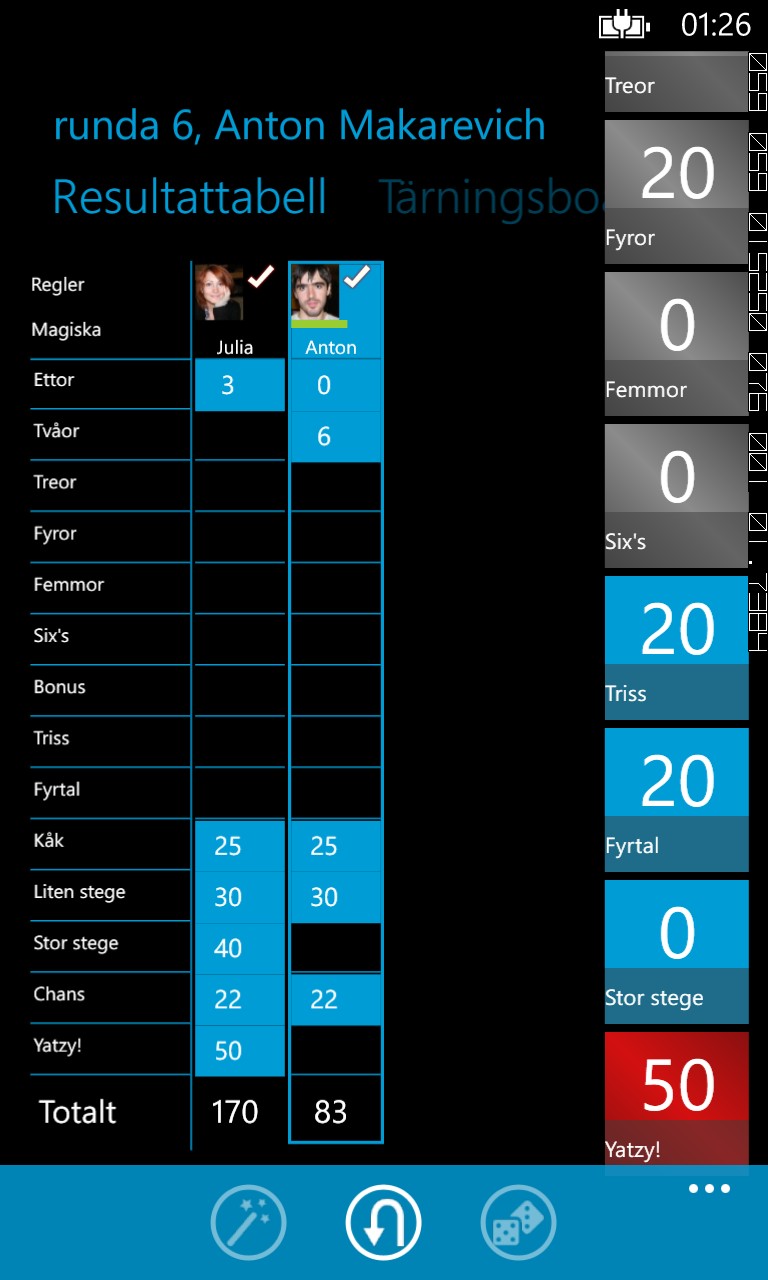 01:26
runda 6, Anton Makarevich
Resultattabell Tärningsbo
Regler
Magiska
Julia Anton
Ettor 3 0
Tvåor 6
Treor
Fyror
Femmor
Six's
Bonus
Triss
Fyrtal
Kåk 25 25
Liten stege 30 30
Stor stege 40
Chans 22 22
Yatzy! 50
Totalt 170 83
Treor
20
Fyror
0
Femmor
0
Six's
20
Triss
20
Fyrtal
0
Stor stege
50
Yatzy!